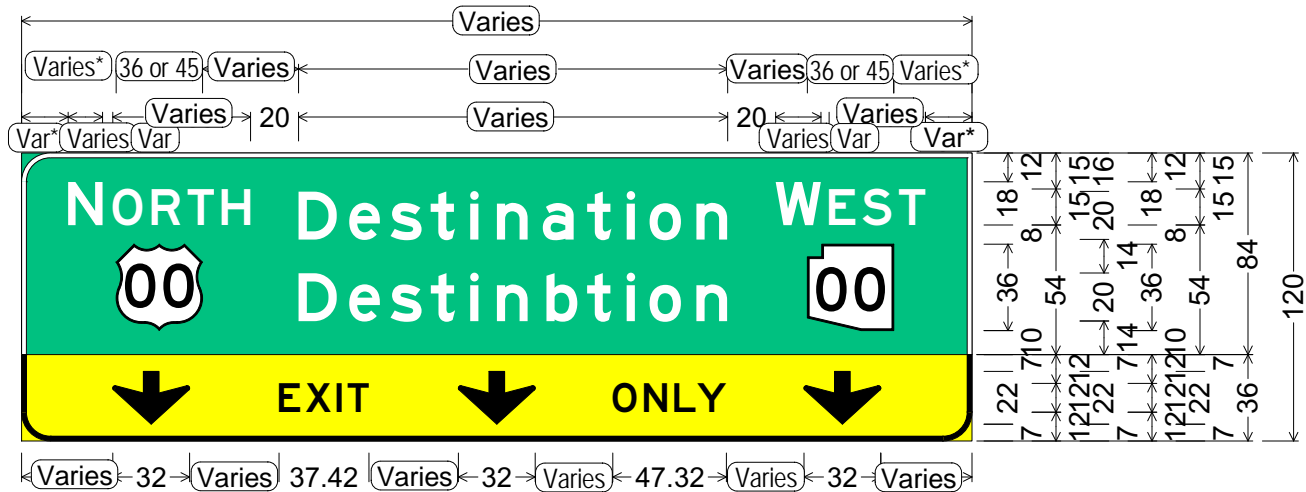 Varies
Varies* 36 or 45 Varies Varies Varies 36 or 45 Varies*
Varies 20 Varies 20 Varies
Var* Varies Var Varies Var Var*
NORTH Destination WEST
00 Destinbtion 00
EXIT ONLY
Varies 32 Varies 37.42 Varies 32 Varies 47.32 Varies 32 Varies
12 15 16 12 15
18 15 20 18 15
8 14 8 84
36 54 20 36 54 120
10 14 10
7 12 7 12 7
22 12 22 12 22 36
7 12 7 12 7